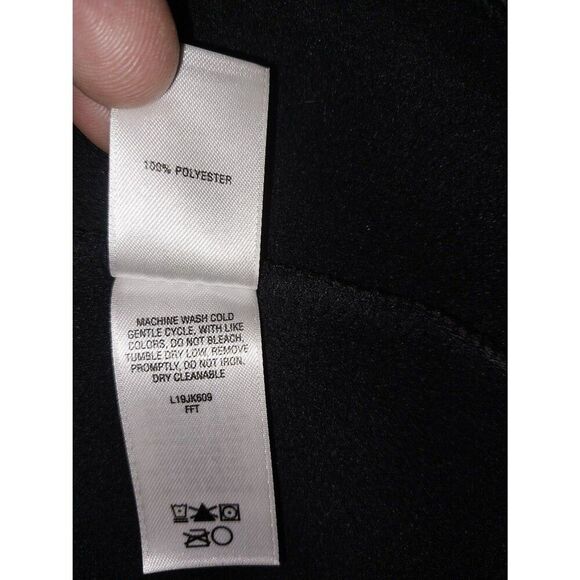 100% POLYESTER
MACHINE WASH COLD
GENTLE CYCLE, WITH LIKE
COLORS, DO NOT BLEACH,
TUMBLE DRY LOW, REMOVE
PROMPTLY, DO NOT IRON.
DRY CLEANABLE
L19JK609
FFT